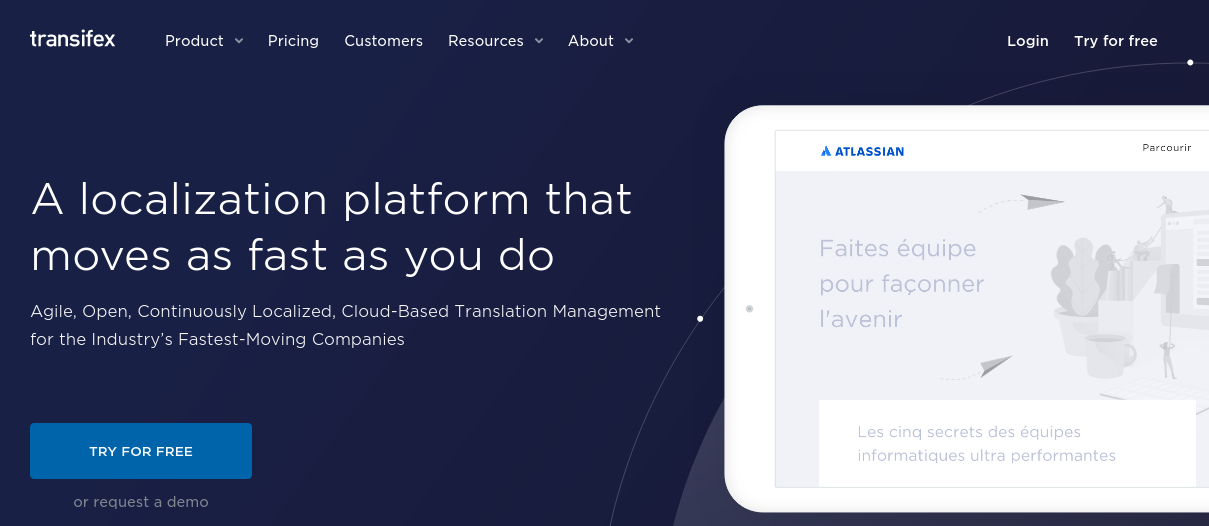 transifex
Product
Pricing
Customers
Resources
About
Login
Try for free
A localization platform that
moves as fast as you do
Agile, Open, Continuously Localized, Cloud-Based Translation Management
for the Industry’s Fastest-Moving Companies
TRY FOR FREE
or request a demo
ATLASSIAN
Parcourir
Faites équipe
pour façonner
l'avenir
Les cinq secrets des équipes
informatiques ultra performantes